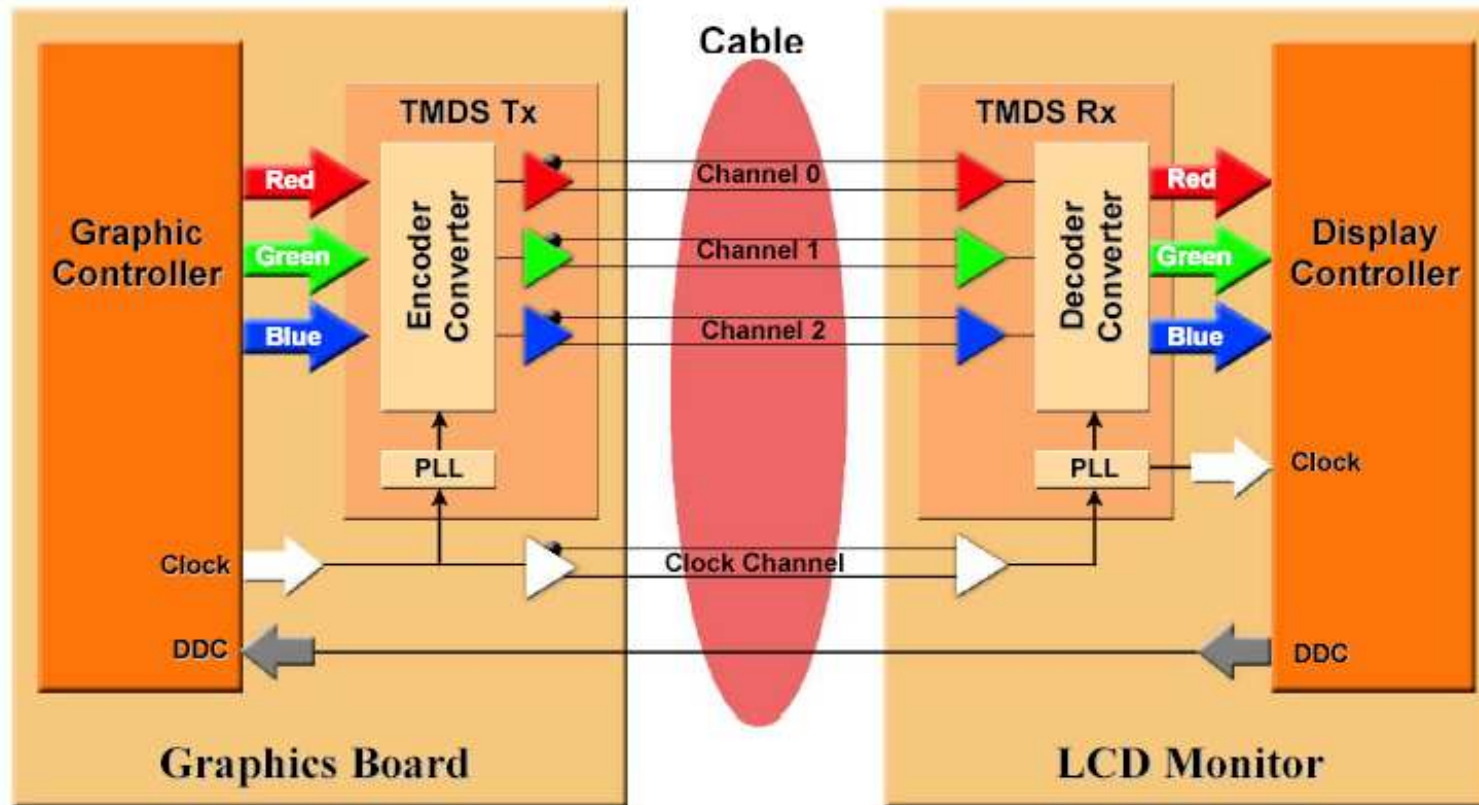 Cable
TMDS Tx
TMDS Rx
Graphic
Controller
Red
Green
Blue
Encoder
Converter
Channel 0
Channel 1
Channel 2
Decoder
Converter
Red
Green
Blue
Display
Controller
PLL
PLL
Clock
Clock
Clock Channel
DDC
DDC
Graphics Board
LCD Monitor